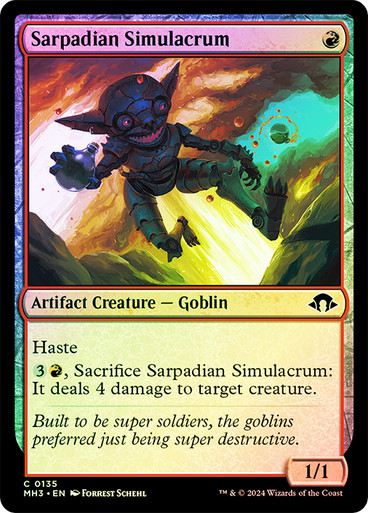 Sarpadian Simulacrum
Artifact Creature — Goblin
Haste
3R, Sacrifice Sarpadian Simulacrum:
It deals 4 damage to target creature.
Built to be super soldiers, the goblins
preferred just being super destructive.
1/1
C 0135
MH3 • EN FORREST SCHEHL
™ & © 2024 Wizards of the Coast